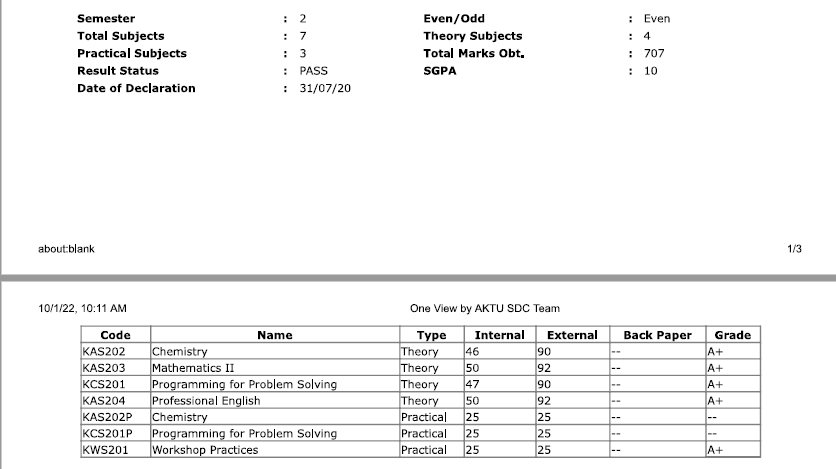 Semester : 2 Even/Odd : Even
Total Subjects : 7 Theory Subjects : 4
Practical Subjects : 3 Total Marks Obt. : 707
Result Status : PASS SGPA : 10
Date of Declaration : 31/07/20
about:blank 1/3
10/1/22, 10:11 AM One View by AKTU SDC Team
Code Name Type Internal External Back Paper Grade
KAS202 Chemistry Theory 46 90 -- A+
KAS203 Mathematics II Theory 50 92 -- A+
KCS201 Programming for Problem Solving Theory 47 90 -- A+
KAS204 Professional English Theory 50 92 -- A+
KAS202P Chemistry Practical 25 25 -- --
KCS201P Programming for Problem Solving Practical 25 25 -- --
KWS201 Workshop Practices Practical 25 25 -- A+